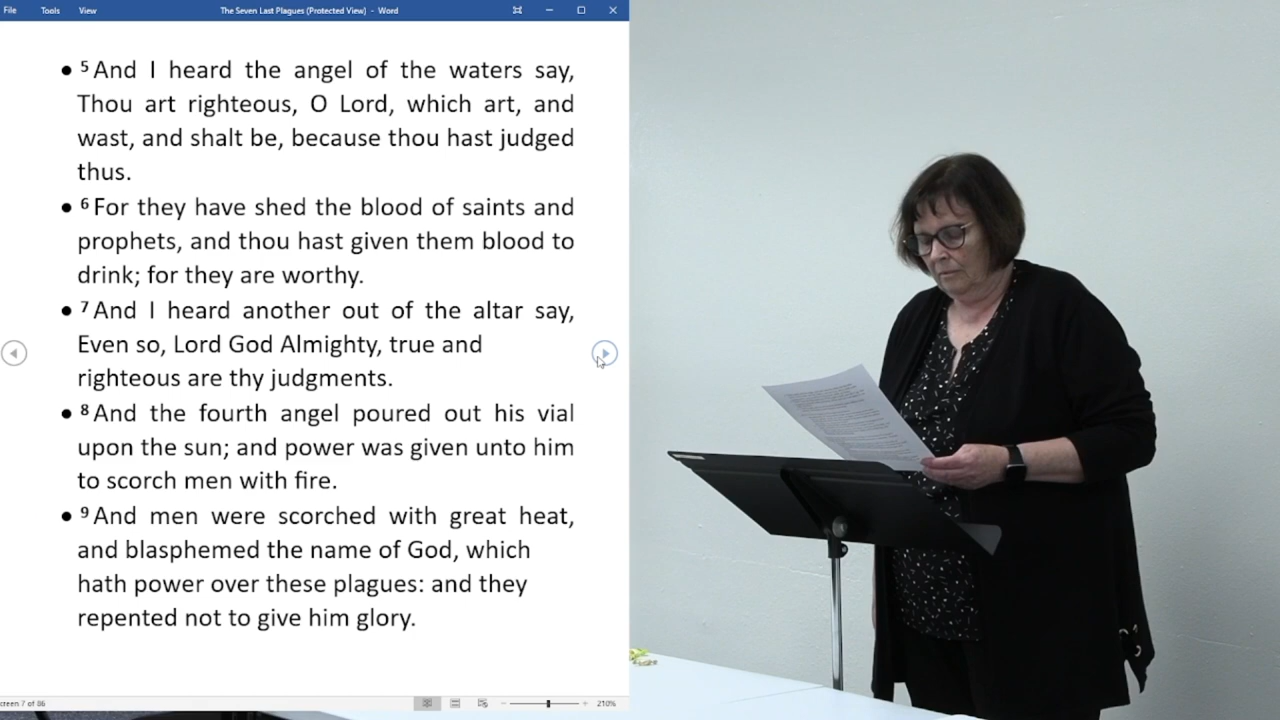 File Tools View The Seven Last Plagues (Protected View) - Word
• ⁵ And I heard the angel of the waters say,
Thou art righteous, O Lord, which art, and
wast, and shalt be, because thou hast judged
thus.
• ⁶ For they have shed the blood of saints and
prophets, and thou hast given them blood to
drink; for they are worthy.
• ⁷ And I heard another out of the altar say,
Even so, Lord God Almighty, true and
righteous are thy judgments.
• ⁸ And the fourth angel poured out his vial
upon the sun; and power was given unto him
to scorch men with fire.
• ⁹ And men were scorched with great heat,
and blasphemed the name of God, which
hath power over these plagues: and they
repented not to give him glory.
creen 7 of 86 210%